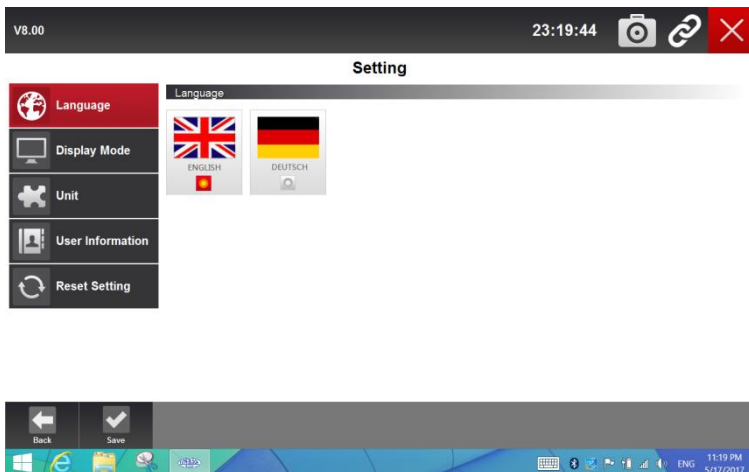 V8.00
23:19:44
Setting
Language
Language
ENGLISH
DEUTSCH
Display Mode
Unit
User Information
Reset Setting
Back
Save
ENG
11:19 PM
5/17/2017